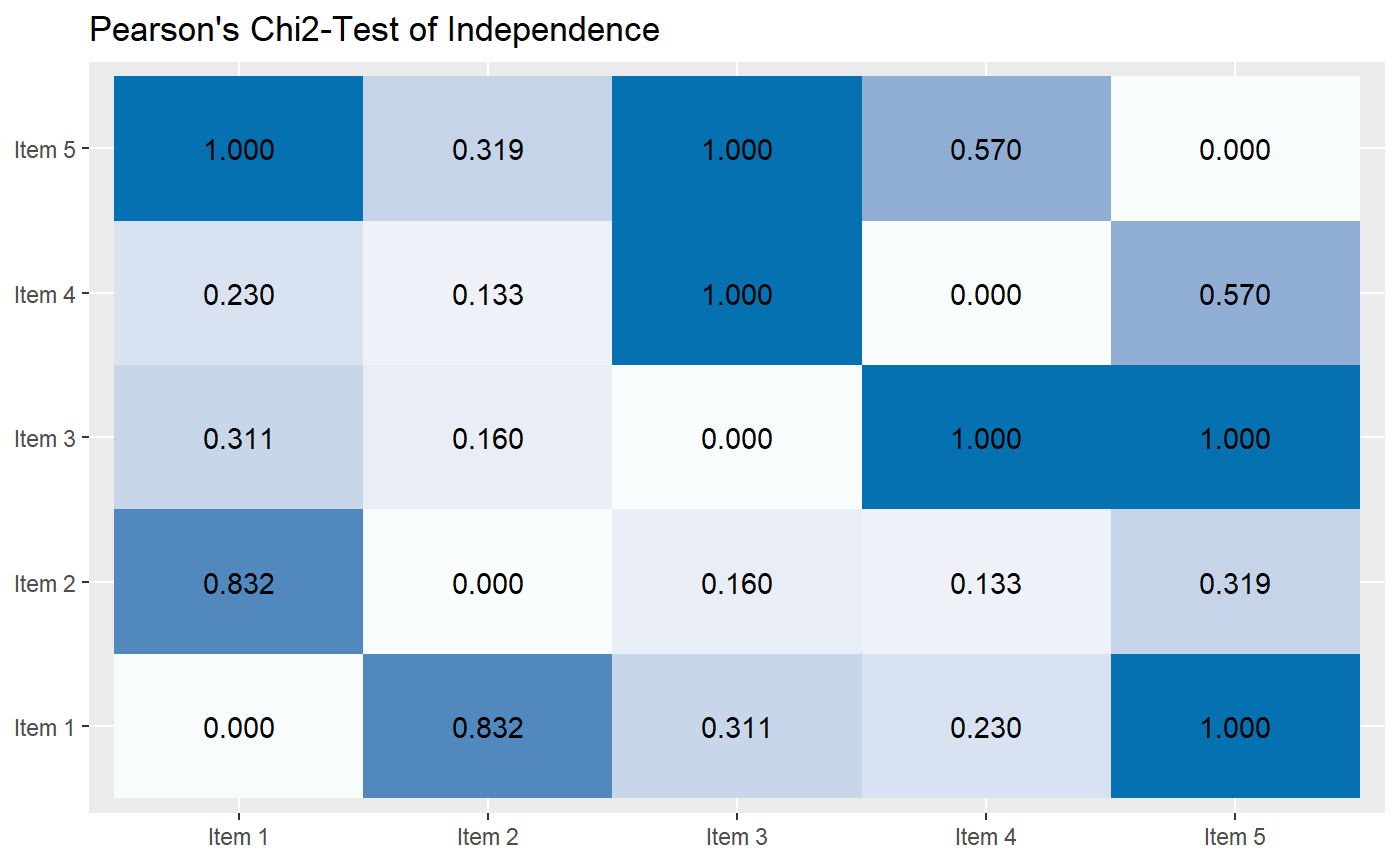 Pearson's Chi2-Test of Independence
Item 5 1.000 0.319 1.000 0.570 0.000
Item 4 0.230 0.133 1.000 0.000 0.570
Item 3 0.311 0.160 0.000 1.000 1.000
Item 2 0.832 0.000 0.160 0.133 0.319
Item 1 0.000 0.832 0.311 0.230 1.000
Item 1 Item 2 Item 3 Item 4 Item 5